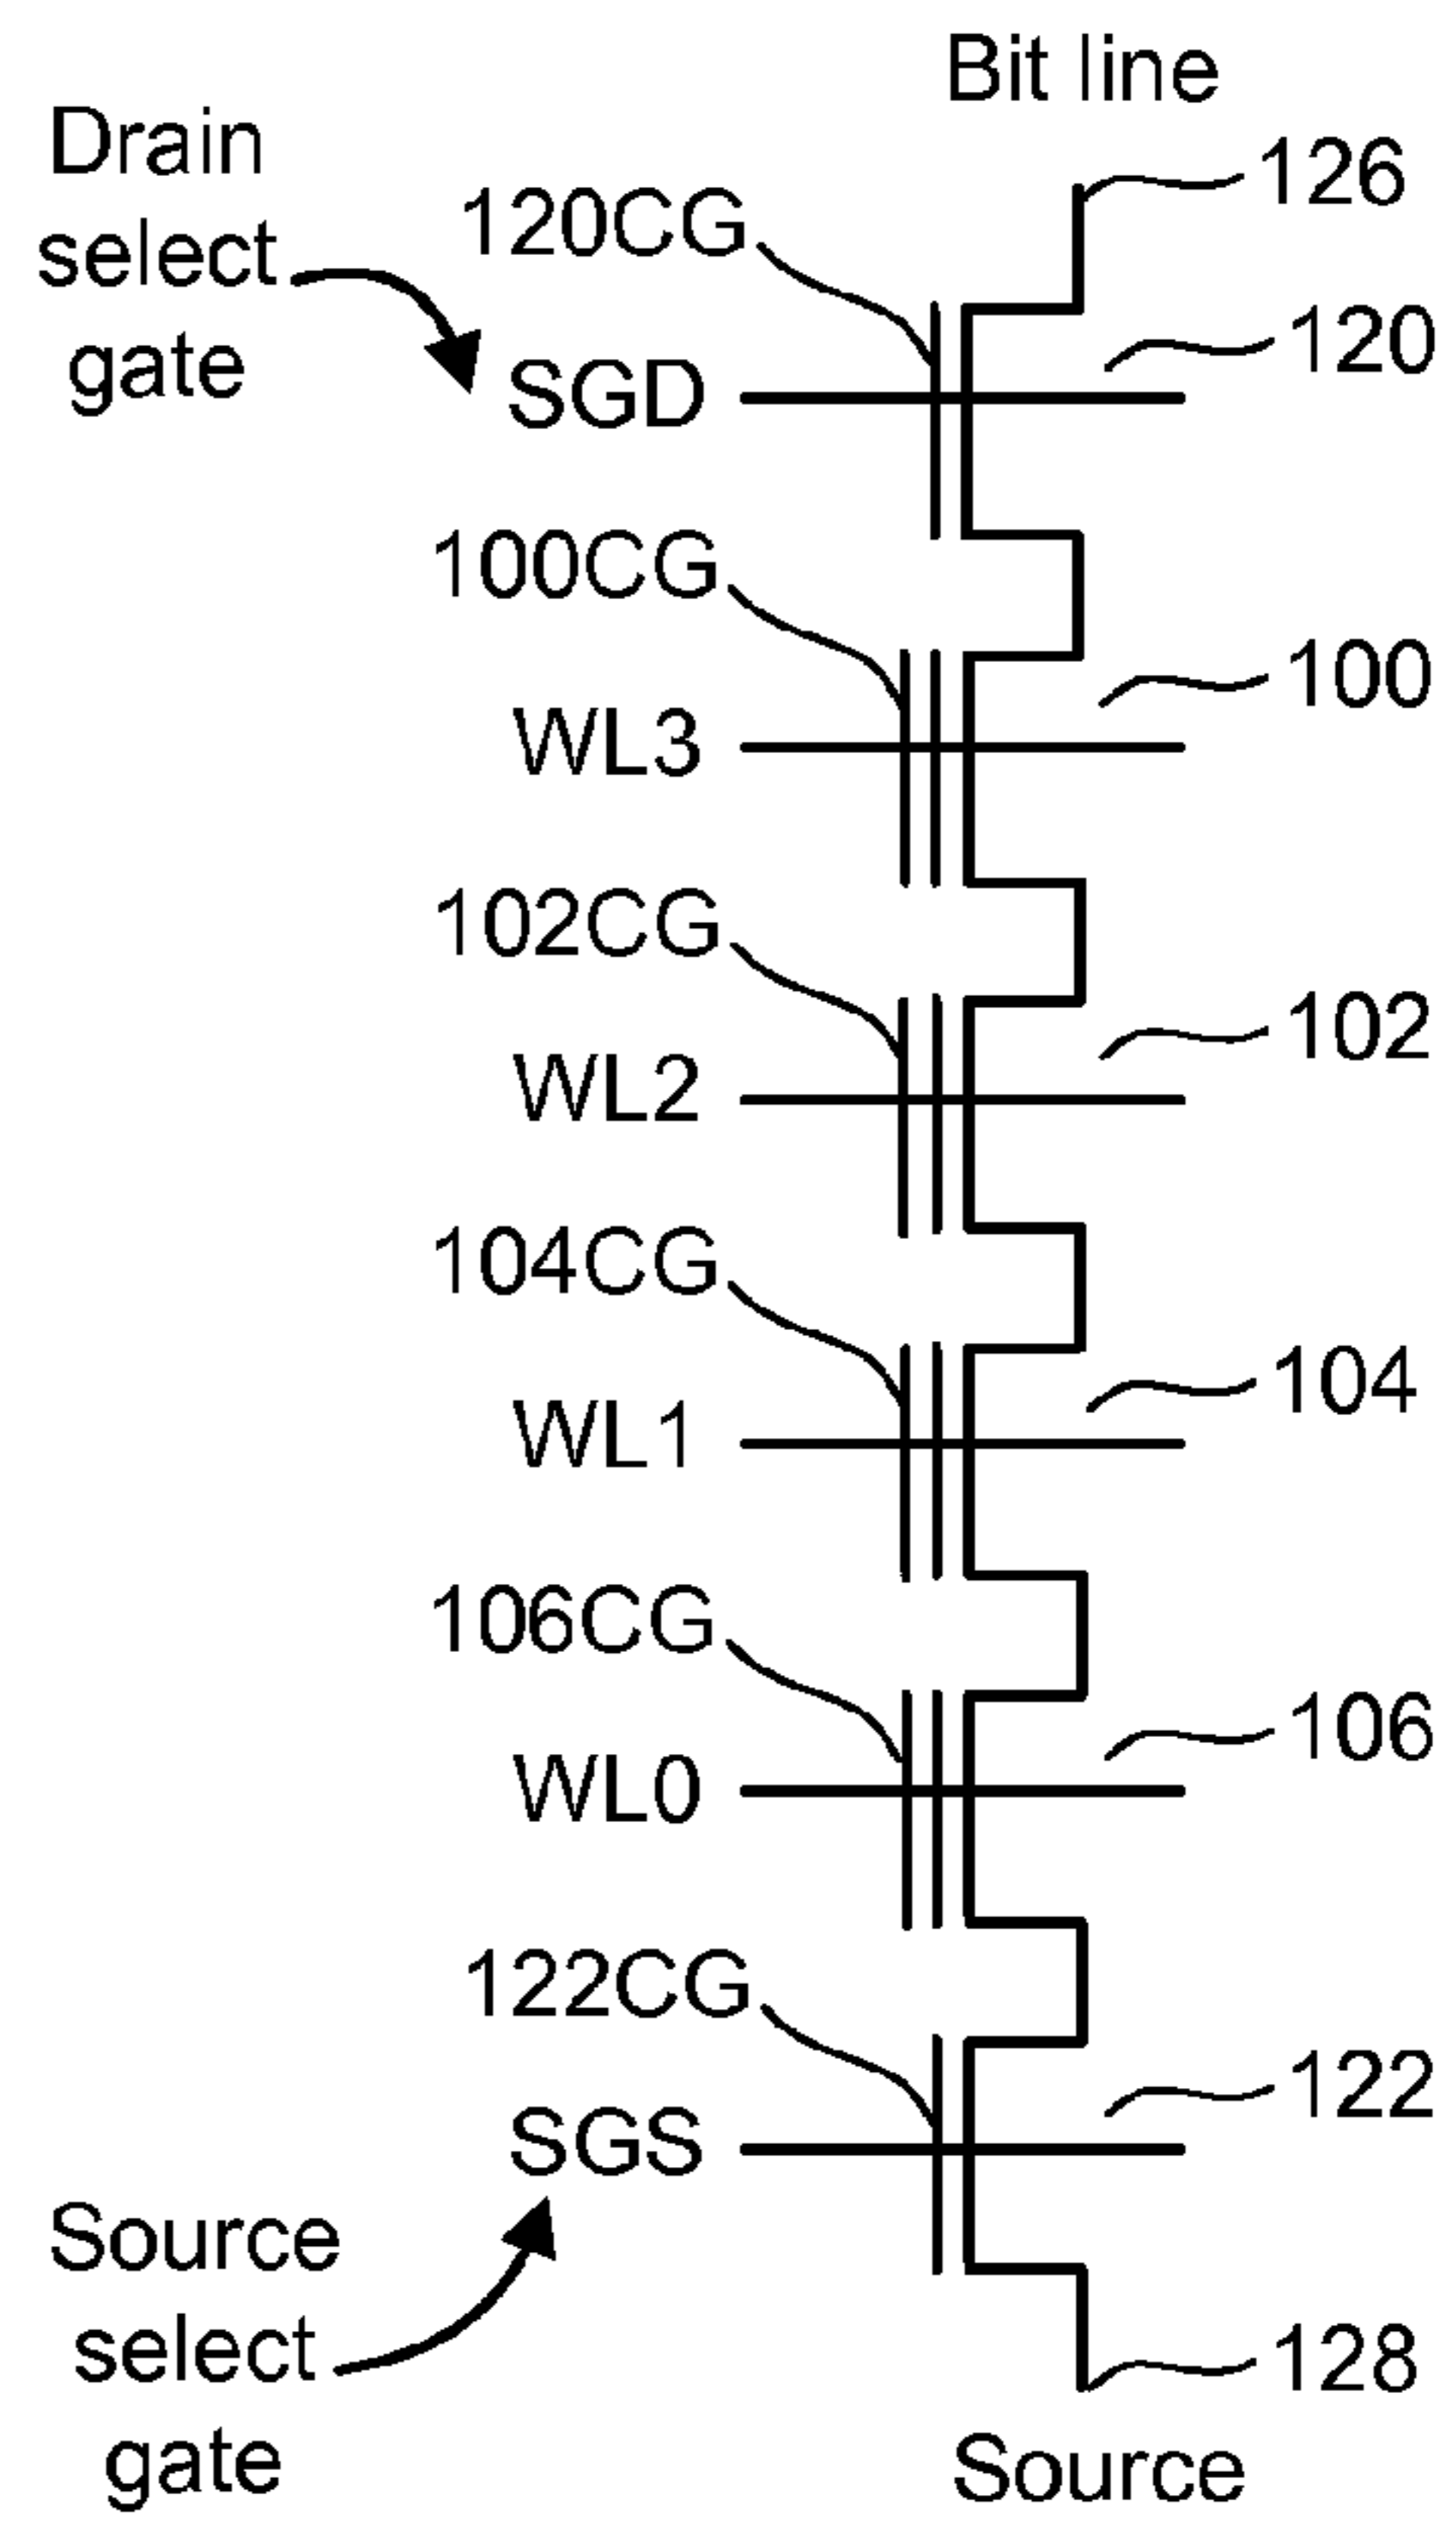 Bit line
126
Drain
select
gate
120CG
120
SGD
100CG
100
WL3
102CG
102
WL2
104CG
104
WL1
106CG
106
WL0
122CG
122
SGS
Source
select
gate
128
Source